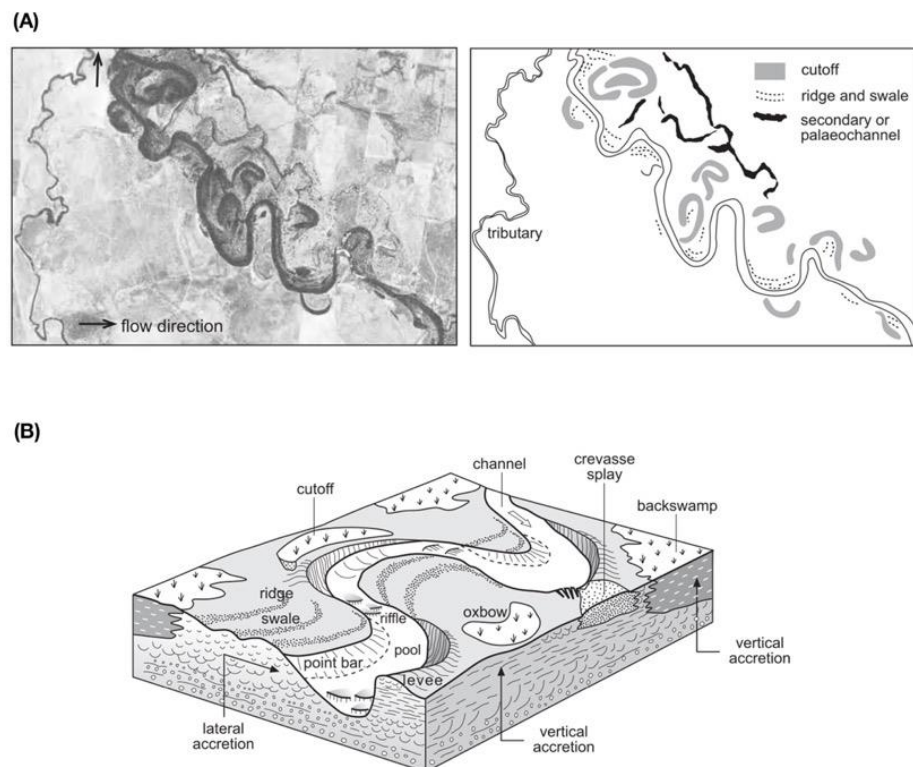 (A)
flow direction
tributary
cutoff
ridge and swale
secondary or
palaeochannel
(B)
cutoff
channel
crevasse
splay
backswamp
ridge
swale
riffle
oxbow
point bar
pool
levee
lateral
accretion
vertical
accretion
vertical
accretion